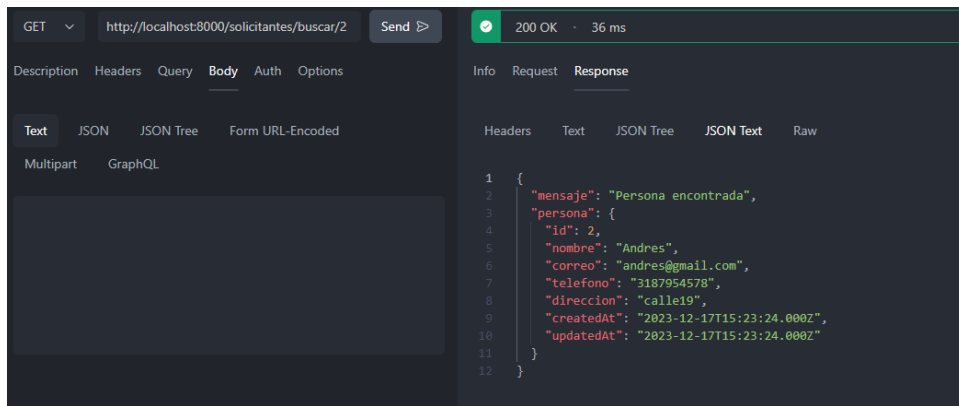 GET http://localhost:8000/solicitantes/buscar/2 Send
Description Headers Query Body Auth Options
Text JSON JSON Tree Form URL-Encoded
Multipart GraphQL
200 OK · 36 ms
Info Request Response
Headers Text JSON Tree JSON Text Raw
1 {
2 "mensaje": "Persona encontrada",
3 "persona": {
4 "id": 2,
5 "nombre": "Andres",
6 "correo": "andres@gmail.com",
7 "telefono": "3187954578",
8 "direccion": "calle19",
9 "createdAt": "2023-12-17T15:23:24.000Z",
10 "updatedAt": "2023-12-17T15:23:24.000Z"
11 }
12 }